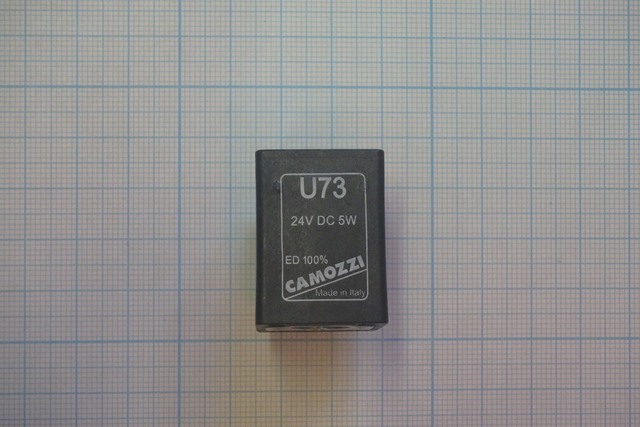 U73
24V DC 5W
ED 100%
CAMOZZI
Made in Italy